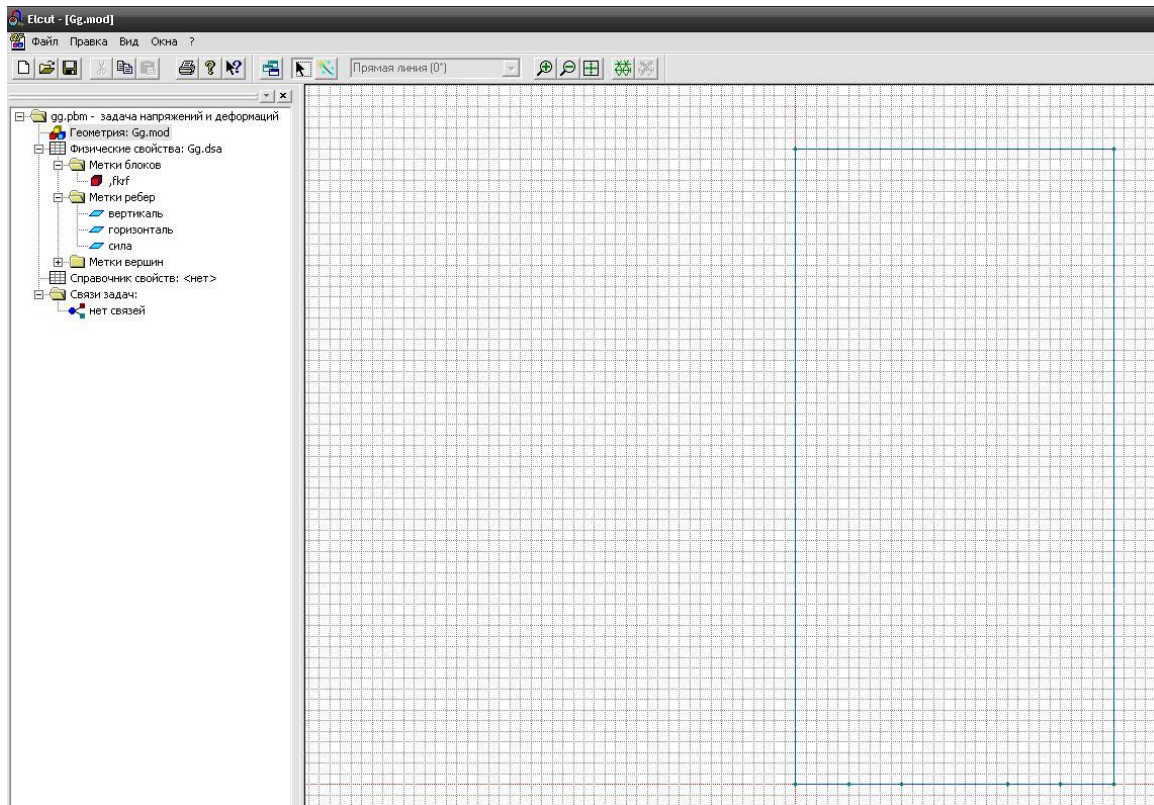 Elcut - [Gg.mod]
Файл Правка Вид Окна ?
Прямая линия (0°)
gg.pbm - задача напряжений и деформаций
Геометрия: Gg.mod
Физические свойства: Gg.dsa
Метки блоков
,fkrf
Метки ребер
вертикаль
горизонталь
сила
Метки вершин
Справочник свойств: <нет>
Связи задач:
нет связей